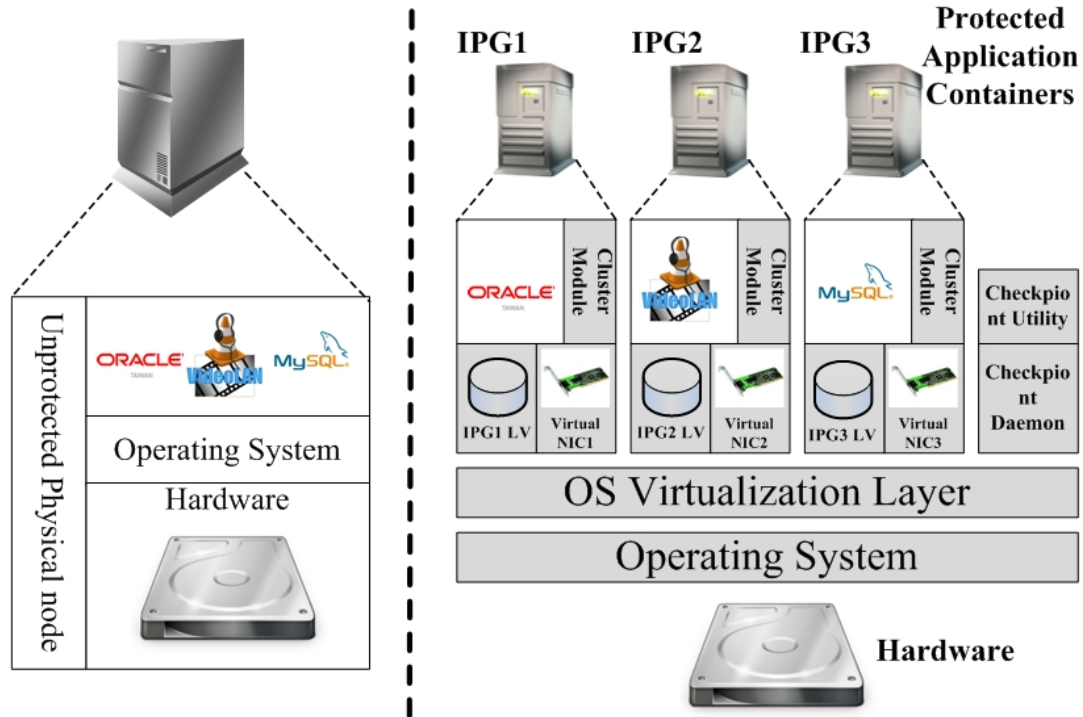 Unprotected Physical node
ORACLE
TAIWAN
VideoLAN
MySQL
Operating System
Hardware
IPG1
IPG2
IPG3
Protected
Application
Containers
ORACLE
TAIWAN
Cluster
Module
IPG1 LV
Virtual
NIC1
VideoLAN
Cluster
Module
IPG2 LV
Virtual
NIC2
MySQL
Cluster
Module
IPG3 LV
Virtual
NIC3
Checkpio
nt Utility
Checkpio
nt
Daemon
OS Virtualization Layer
Operating System
Hardware